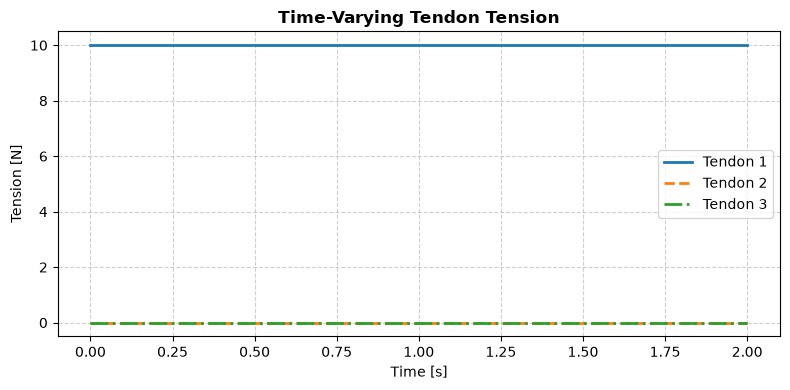 Time-Varying Tendon Tension
Tension [N]
10
8
6
4
2
0
Tendon 1
Tendon 2
Tendon 3
0.00 0.25 0.50 0.75 1.00 1.25 1.50 1.75 2.00
Time [s]